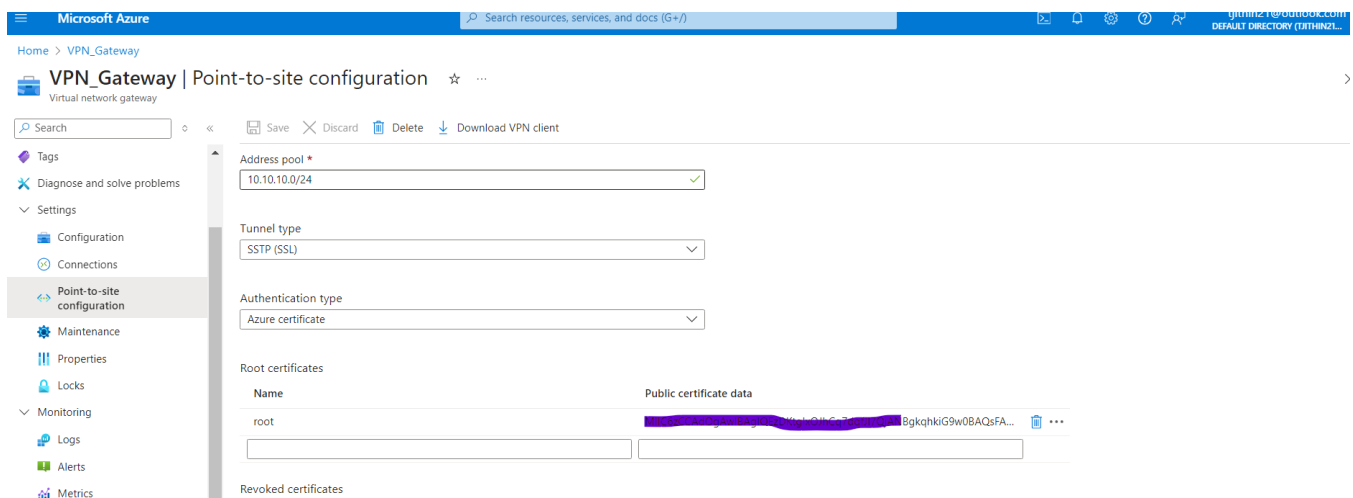 Microsoft Azure
Search resources, services, and docs (G+/)
DEFAULT DIRECTORY (TJITHIN21...
Home > VPN_Gateway
VPN_Gateway | Point-to-site configuration
Virtual network gateway
Search
Save Discard Delete Download VPN client
Tags
Diagnose and solve problems
Settings
Configuration
Connections
Point-to-site
configuration
Maintenance
Properties
Locks
Monitoring
Logs
Alerts
Metrics
Address pool *
10.10.10.0/24
Tunnel type
SSTP (SSL)
Authentication type
Azure certificate
Root certificates
Name Public certificate data
root BgkqhkiG9w0BAQsFA...
Revoked certificates